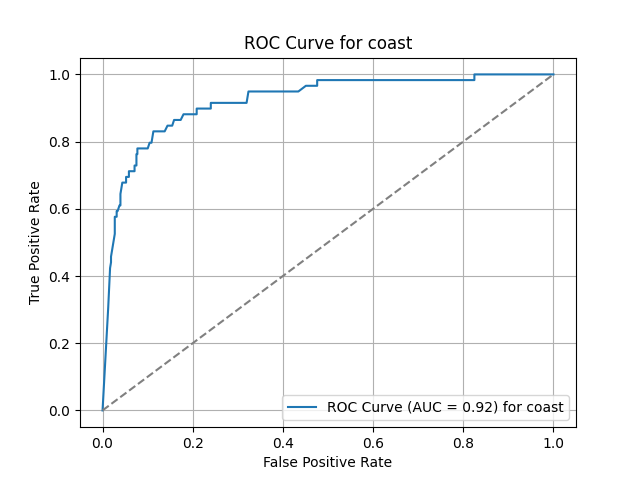 ROC Curve for coast
1.0
0.8
0.6
0.4
0.2
0.0
True Positive Rate
ROC Curve (AUC = 0.92) for coast
0.0 0.2 0.4 0.6 0.8 1.0
False Positive Rate